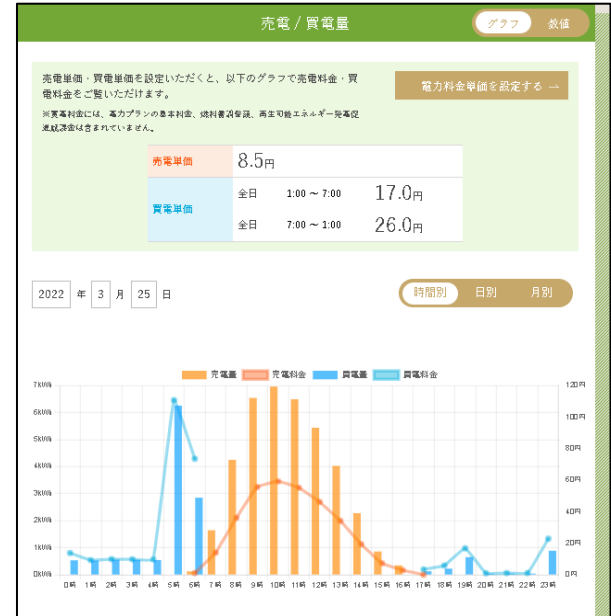 売電 / 買電量
グラフ 数値
売電単価・買電単価を設定いただくと、以下のグラフで売電料金・買
電料金をご覧いただけます。
電力料金単価を設定する →
※買電料金には、電力プランの基本料金、燃料費調整額、再生可能エネルギー発電促
進賦課金は含まれていません。
売電単価 8.5円
買電単価
全日 1:00 ~ 7:00 17.0円
全日 7:00 ~ 1:00 26.0円
2022 年 3 月 25 日
時間別 日別 月別
売電量 売電料金 買電量 買電料金
7kWh 120円
6kWh 100円
5kWh 80円
4kWh
3kWh 60円
2kWh 40円
1kWh 20円
0kWh 0円
0時 1時 2時 3時 4時 5時 6時 7時 8時 9時 10時 11時 12時 13時 14時 15時 16時 17時 18時 19時 20時 21時 22時 23時